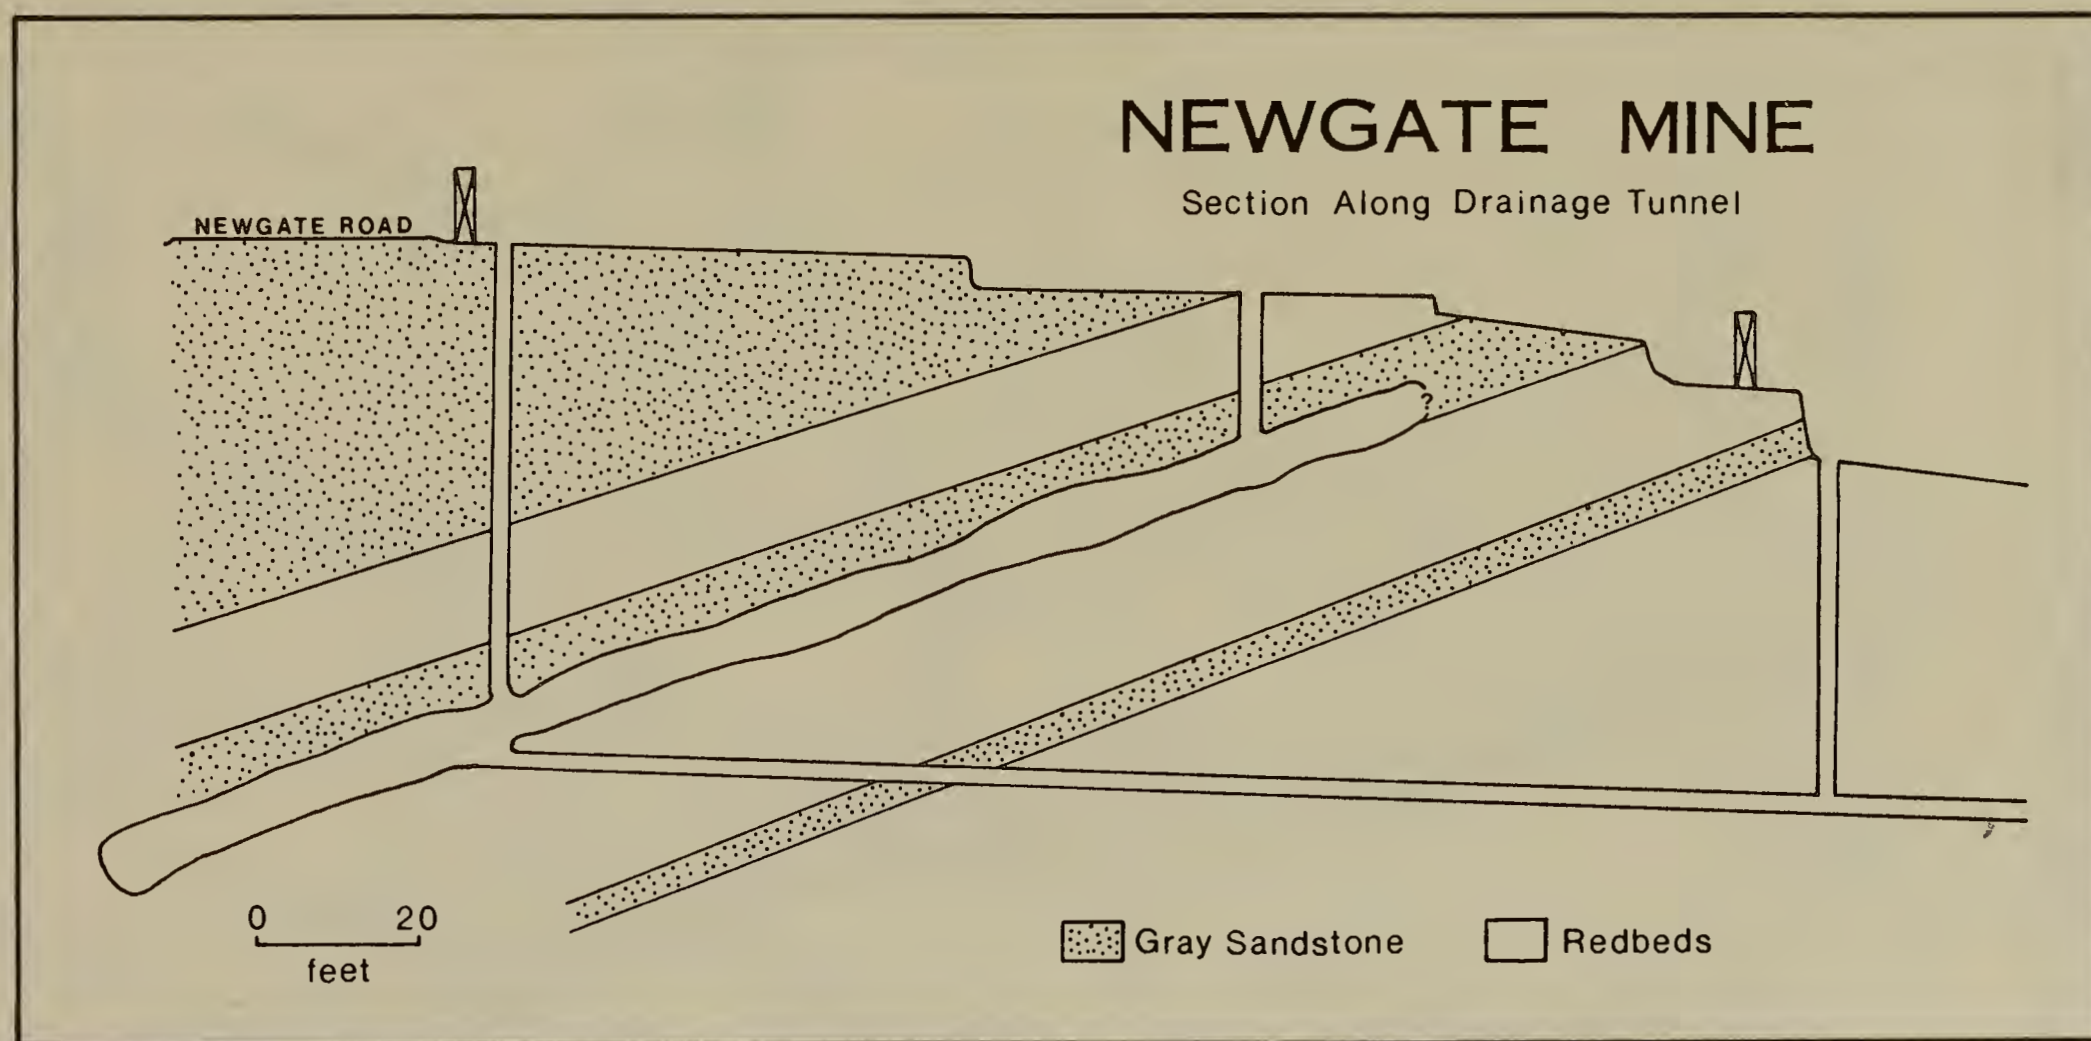 NEWGATE MINE
Section Along Drainage Tunnel
NEWGATE ROAD
?
0 20
feet
Gray Sandstone
Redbeds